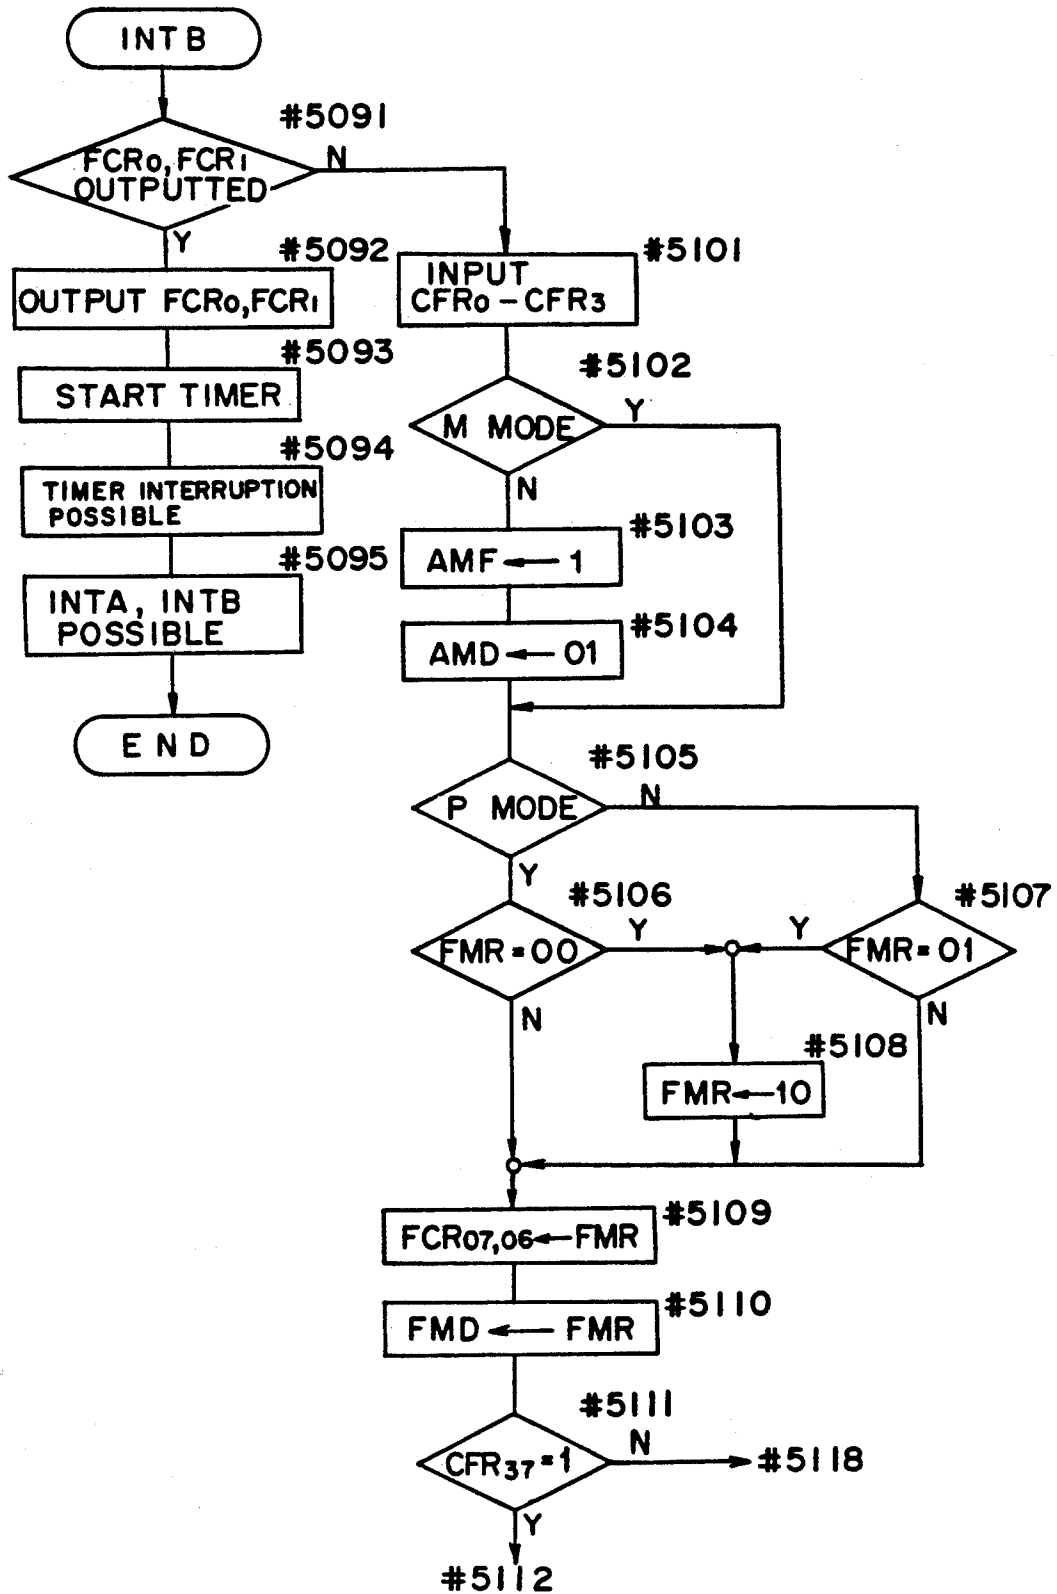 INTB
#5091
FCR0, FCR1
OUTPUTTED
N
Y
#5092
OUTPUT FCR0,FCR1
#5093
START TIMER
#5094
TIMER INTERRUPTION
POSSIBLE
#5095
INTA, INTB
POSSIBLE
END
#5101
INPUT
CFR0 - CFR3
#5102
M MODE
Y
N
#5103
AMF ← 1
#5104
AMD ← 01
#5105
P MODE
N
Y
#5106
FMR = 00
Y
N
#5107
FMR = 01
Y
N
#5108
FMR ← 10
#5109
FCR07,06 ← FMR
#5110
FMD ← FMR
#5111
CFR37 = 1
N
#5118
Y
#5112